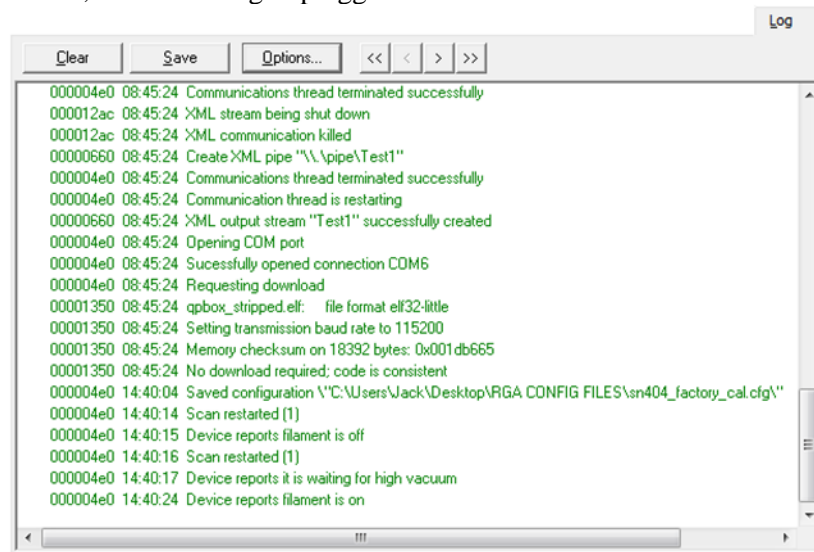 Log
Clear Save Options... << < > >>
000004e0 08:45:24 Communications thread terminated successfully
000012ac 08:45:24 XML stream being shut down
000012ac 08:45:24 XML communication killed
00000660 08:45:24 Create XML pipe "\\.\pipe\Test1"
000004e0 08:45:24 Communications thread terminated successfully
000004e0 08:45:24 Communication thread is restarting
00000660 08:45:24 XML output stream "Test1" successfully created
000004e0 08:45:24 Opening COM port
000004e0 08:45:24 Sucessfully opened connection COM6
000004e0 08:45:24 Requesting download
00001350 08:45:24 qpbox_stripped.elf: file format elf32-little
00001350 08:45:24 Setting transmission baud rate to 115200
00001350 08:45:24 Memory checksum on 18392 bytes: 0x001db665
00001350 08:45:24 No download required; code is consistent
000004e0 14:40:04 Saved configuration \"C:\Users\Jack\Desktop\RGA CONFIG FILES\sn404_factory_cal.cfg\"
000004e0 14:40:14 Scan restarted (1)
000004e0 14:40:15 Device reports filament is off
000004e0 14:40:16 Scan restarted (1)
000004e0 14:40:17 Device reports it is waiting for high vacuum
000004e0 14:40:24 Device reports filament is on